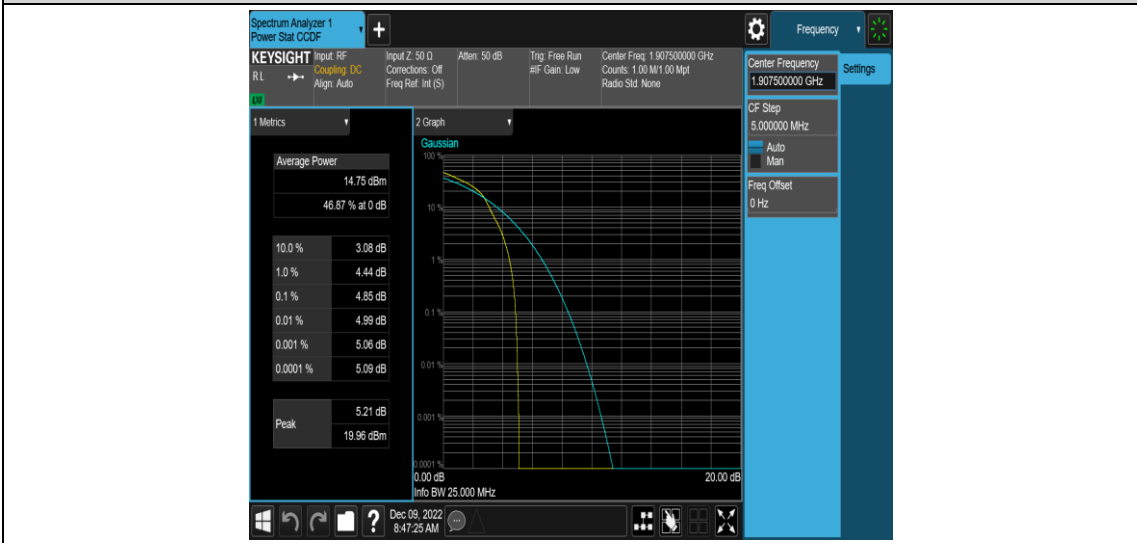 Spectrum Analyzer 1
Power Stat CCDF
+
Frequency
KEYSIGHT
Input: RF
Input Z: 50 Ω
Atten: 50 dB
Trig: Free Run
Center Freq: 1.907500000 GHz
RL
Coupling: DC
Corrections: Off
#IF Gain: Low
Counts: 1.00 M/1.00 Mpt
Align: Auto
Freq Ref: Int (S)
Radio Std: None
LXI
Center Frequency
1.907500000 GHz
Settings
CF Step
5.000000 MHz
Auto
Man
Freq Offset
0 Hz
1 Metrics
Average Power
14.75 dBm
46.87 % at 0 dB
10.0 % 3.08 dB
1.0 % 4.44 dB
0.1 % 4.85 dB
0.01 % 4.99 dB
0.001 % 5.06 dB
0.0001 % 5.09 dB
Peak
5.21 dB
19.96 dBm
2 Graph
Gaussian
100 %
10 %
1 %
0.1 %
0.01 %
0.001 %
0.0001 %
0.00 dB
20.00 dB
Info BW 25.000 MHz
?
Dec 09, 2022
8:47:25 AM